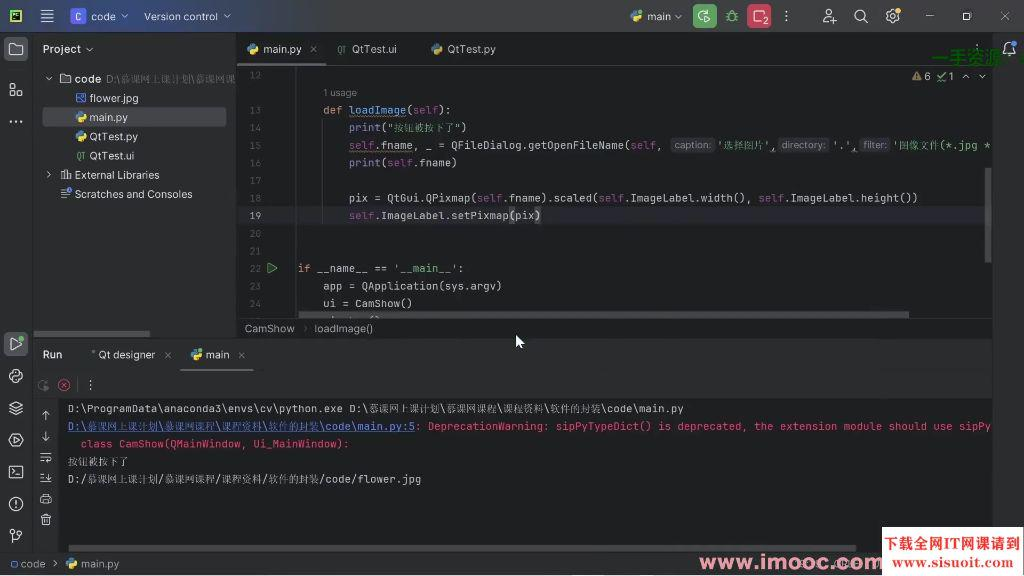 PC
C code
Version control
main
2
Project
main.py
QtTest.ui
QtTest.py
一手资源
code D:\慕课网上课计划\慕课网课
flower.jpg
main.py
QtTest.py
QtTest.ui
External Libraries
Scratches and Consoles
6 1
12
1 usage
13 def loadImage(self):
14 print("按钮被按下了")
15 self.fname, _ = QFileDialog.getOpenFileName(self, caption: '选择图片', directory: '.', filter: '图像文件(*.jpg *
16 print(self.fname)
17
18 pix = QtGui.QPixmap(self.fname).scaled(self.ImageLabel.width(), self.ImageLabel.height())
19 self.ImageLabel.setPixmap(pix)
20
21
22 if __name__ == '__main__':
23 app = QApplication(sys.argv)
24 ui = CamShow()
CamShow loadImage()
Run
Qt designer
main
D:\ProgramData\anaconda3\envs\cv\python.exe D:\慕课网上课计划\慕课网课程\课程资料\软件的封装\code\main.py
D:\慕课网上课计划\慕课网课程\课程资料\软件的封装\code\main.py:5: DeprecationWarning: sipPyTypeDict() is deprecated, the extension module should use sipPy
class CamShow(QMainWindow, Ui_MainWindow):
按钮被按下了
D:/慕课网上课计划/慕课网课程/课程资料/软件的封装/code/flower.jpg
code main.py
www.imooc.com
下载全网IT网课请到
www.sisuoit.com